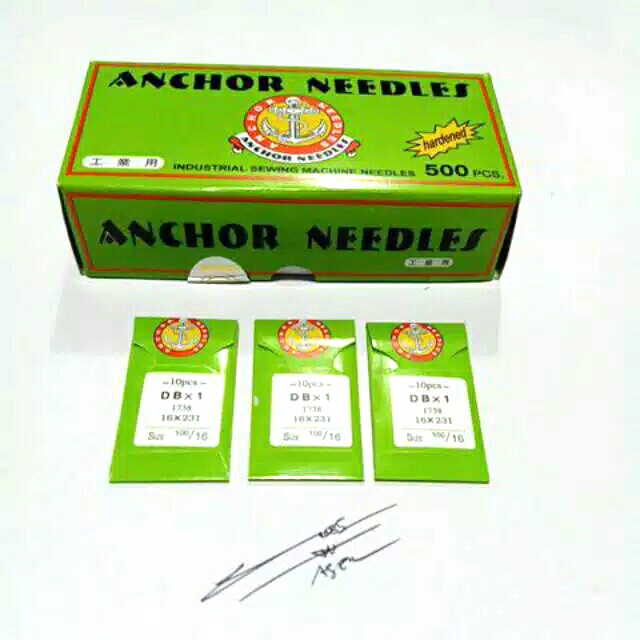 ANCHOR NEEDLES
ANCHOR NEEDLES
ANCHOR NEEDLE
hardened
工業用
INDUSTRIAL SEWING MACHINE NEEDLES 500 PCS.
ANCHOR NEEDLES
工業用
10pcs
DB×1
1738
16×231
SIZE 100/16
10pcs
DB×1
1738
16×231
SIZE 100/16
10pcs
DB×1
1738
16×231
SIZE 100/16